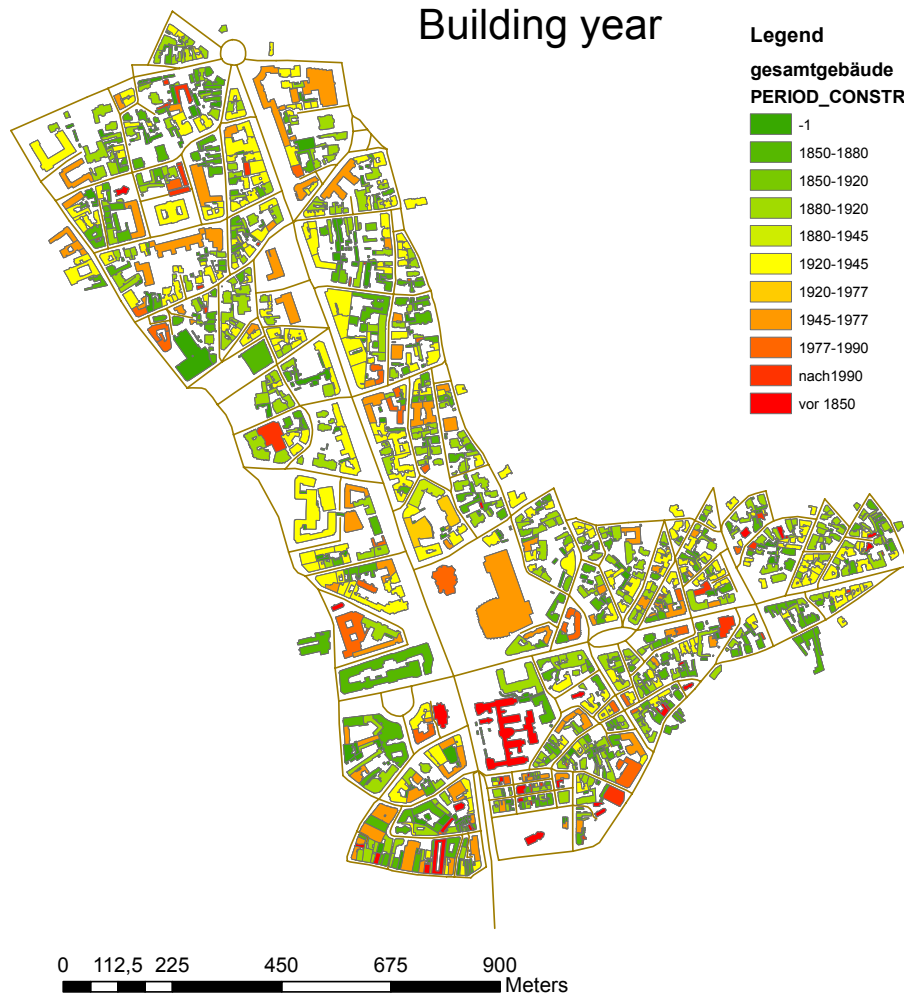 Building year
Legend
gesamtgebäude
PERIOD_CONSTR
-1
1850-1880
1850-1920
1880-1920
1880-1945
1920-1945
1920-1977
1945-1977
1977-1990
nach1990
vor 1850
0 112,5 225 450 675 900
Meters